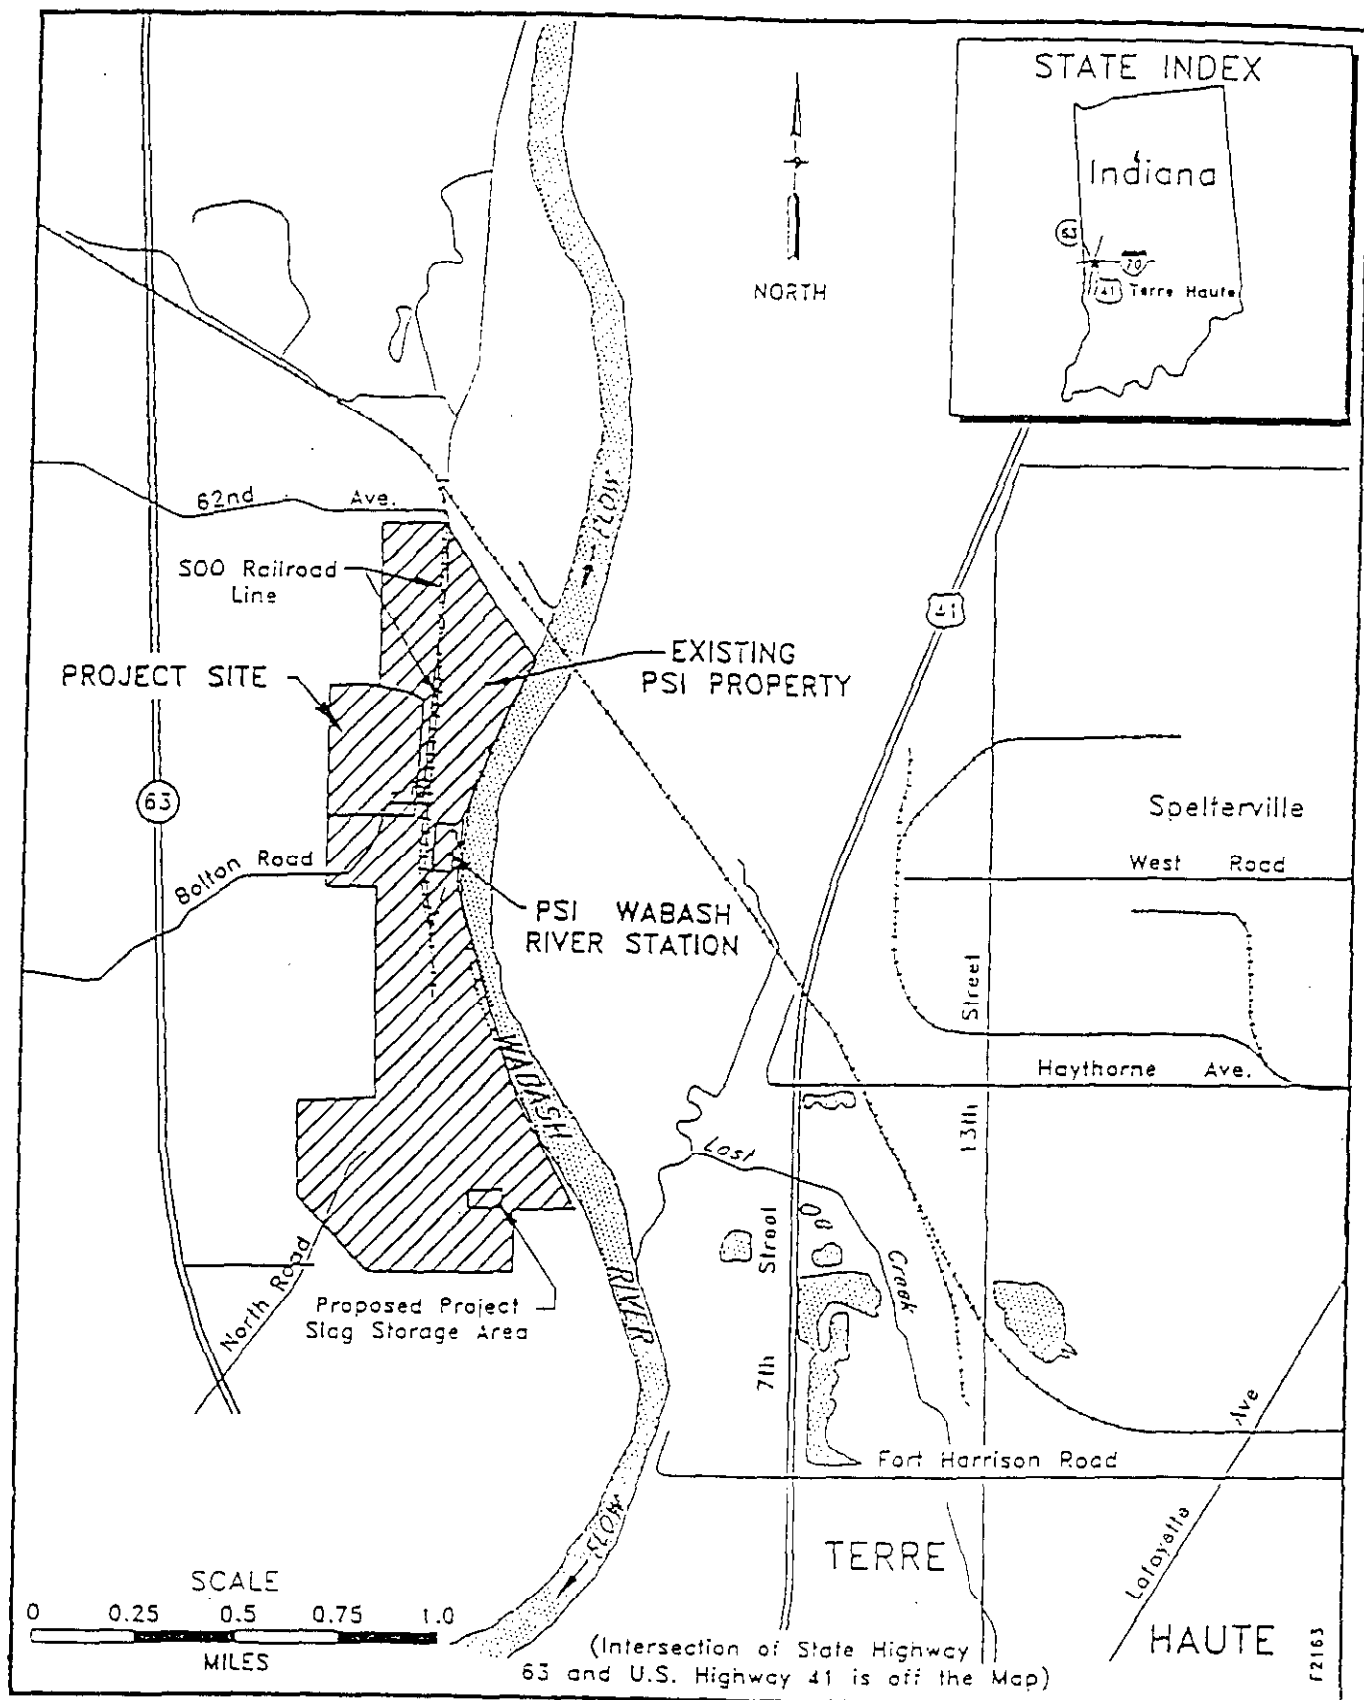 STATE INDEX
Indiana
63
70
41 Terre Haute
NORTH
62nd Ave.
FLOW
SOO Railroad
Line
41
EXISTING
PSI PROPERTY
PROJECT SITE
63
Spelterville
West Road
Bolton Road
PSI WABASH
RIVER STATION
Street
13th
Haythorne Ave.
WABASH
RIVER
Lost
Creek
Street
7th
North Road
Proposed Project
Slag Storage Area
Ave
Lafayette
Fort Harrison Road
FLOW
TERRE
HAUTE
SCALE
0 0.25 0.5 0.75 1.0
MILES
(Intersection of State Highway
63 and U.S. Highway 41 is off the Map)
F2163